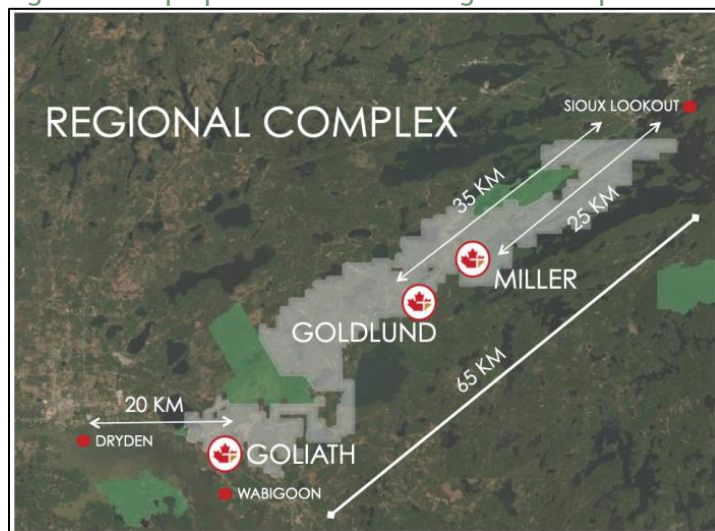 REGIONAL COMPLEX
SIOUX LOOKOUT
35 KM
25 KM
MILLER
GOLDLUND
65 KM
20 KM
DRYDEN
GOLIATH
WABIGOON